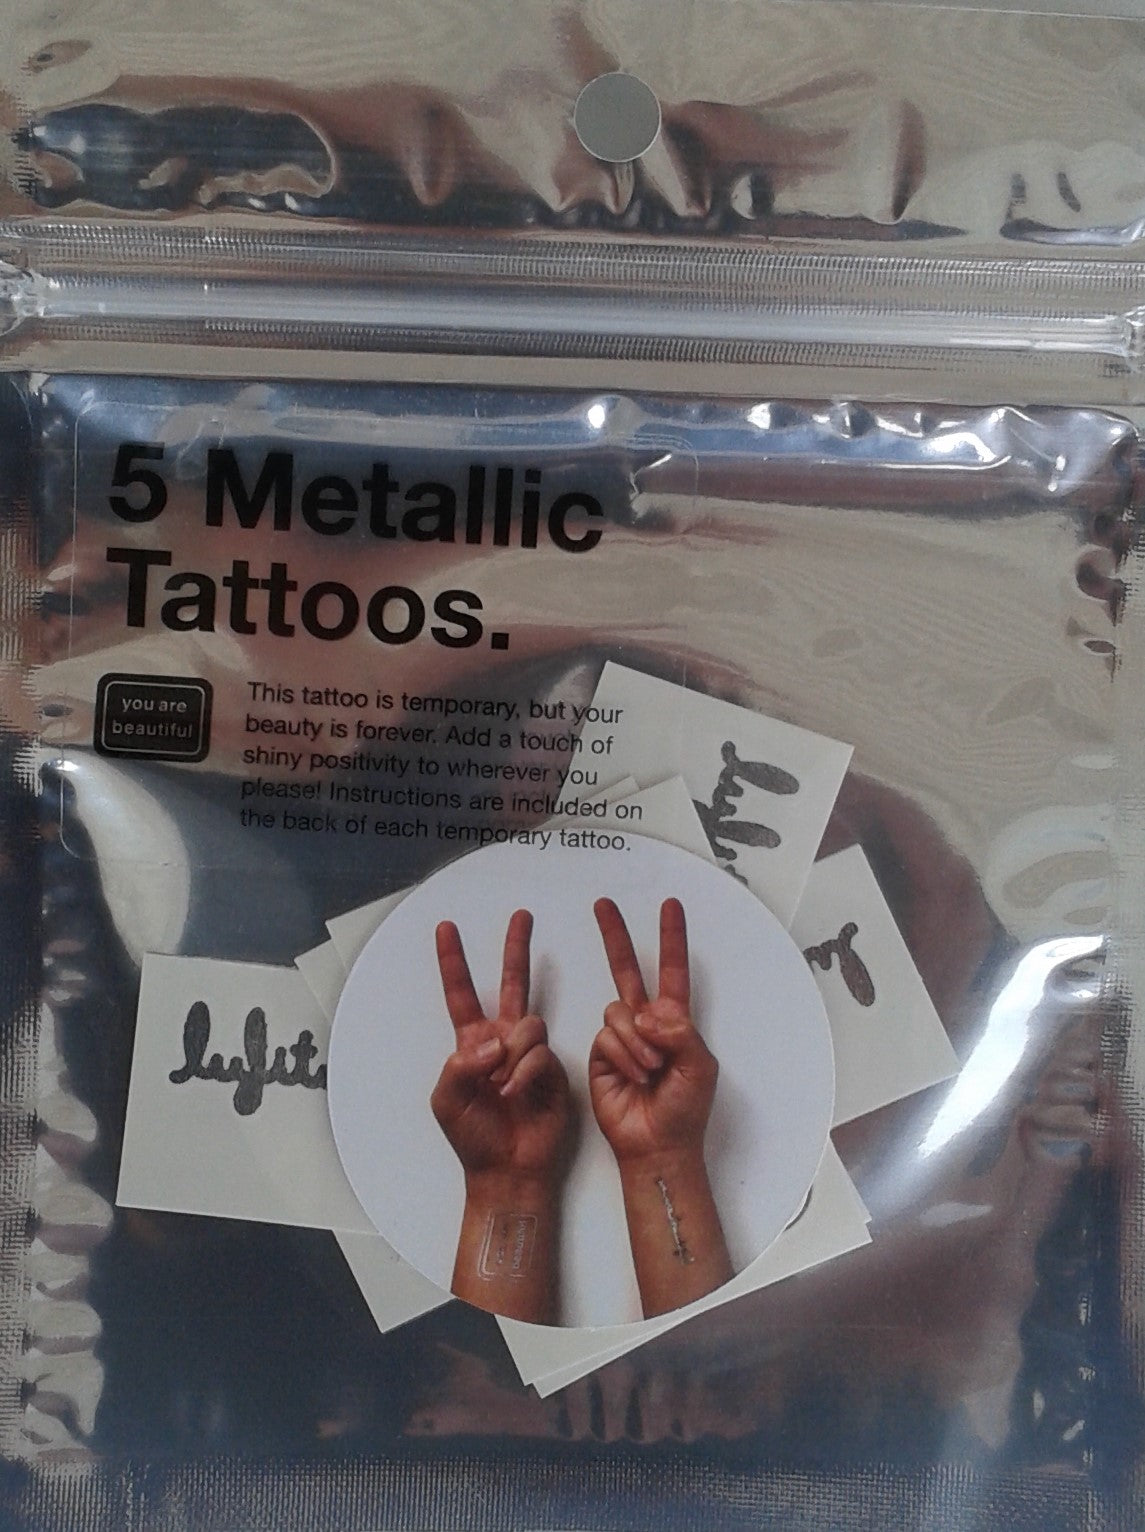 5 Metallic
Tattoos.
you are
beautiful
This tattoo is temporary, but your
beauty is forever. Add a touch of
shiny positivity to wherever you
please! Instructions are included on
the back of each temporary tattoo.